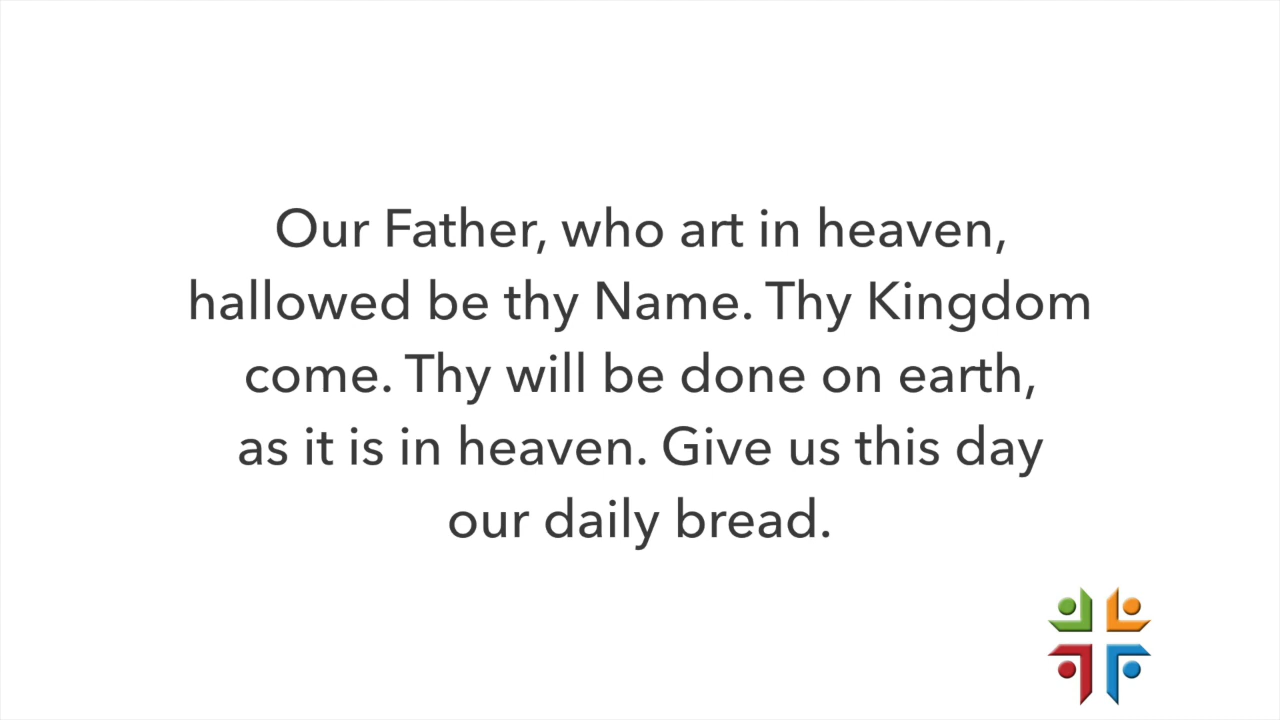 Our Father, who art in heaven,
hallowed be thy Name. Thy Kingdom
come. Thy will be done on earth,
as it is in heaven. Give us this day
our daily bread.